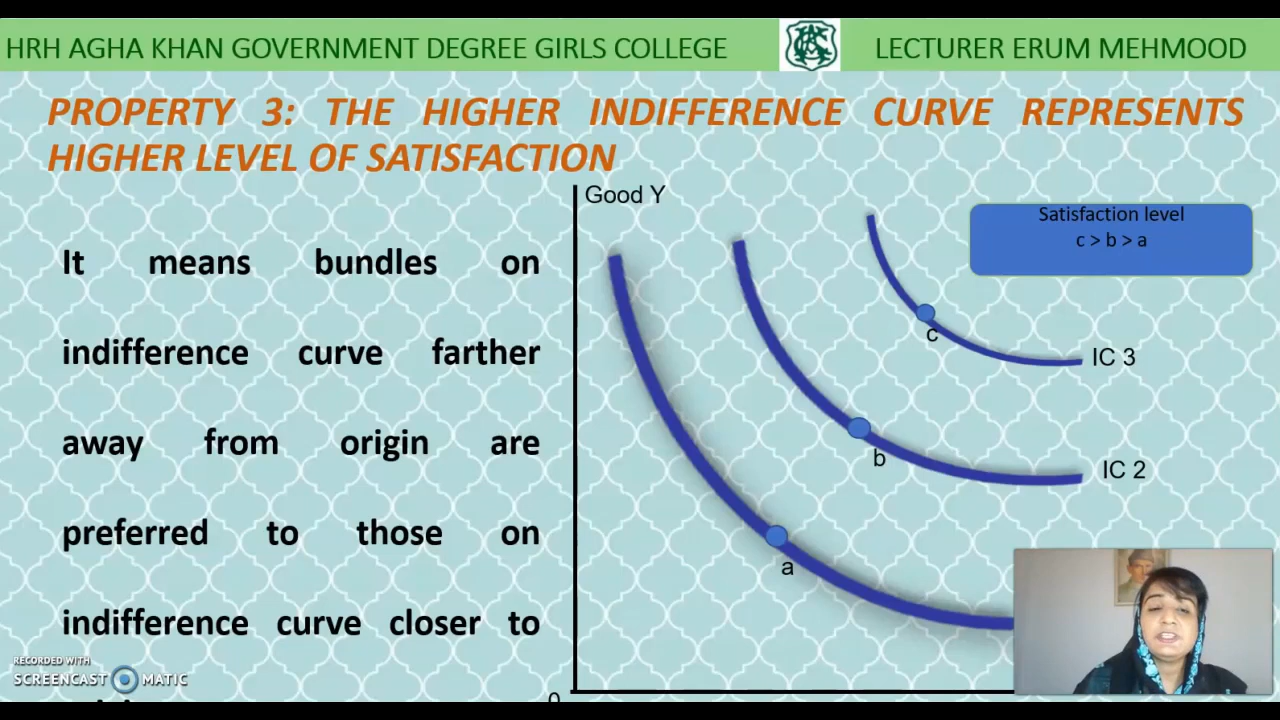 HRH AGHA KHAN GOVERNMENT DEGREE GIRLS COLLEGE
LECTURER ERUM MEHMOOD
PROPERTY 3: THE HIGHER INDIFFERENCE CURVE REPRESENTS
HIGHER LEVEL OF SATISFACTION
It means bundles on
indifference curve farther
away from origin are
preferred to those on
indifference curve closer to
Good Y
Satisfaction level
c > b > a
c
IC 3
b
IC 2
a
0
RECORDED WITH
SCREENCAST MATIC